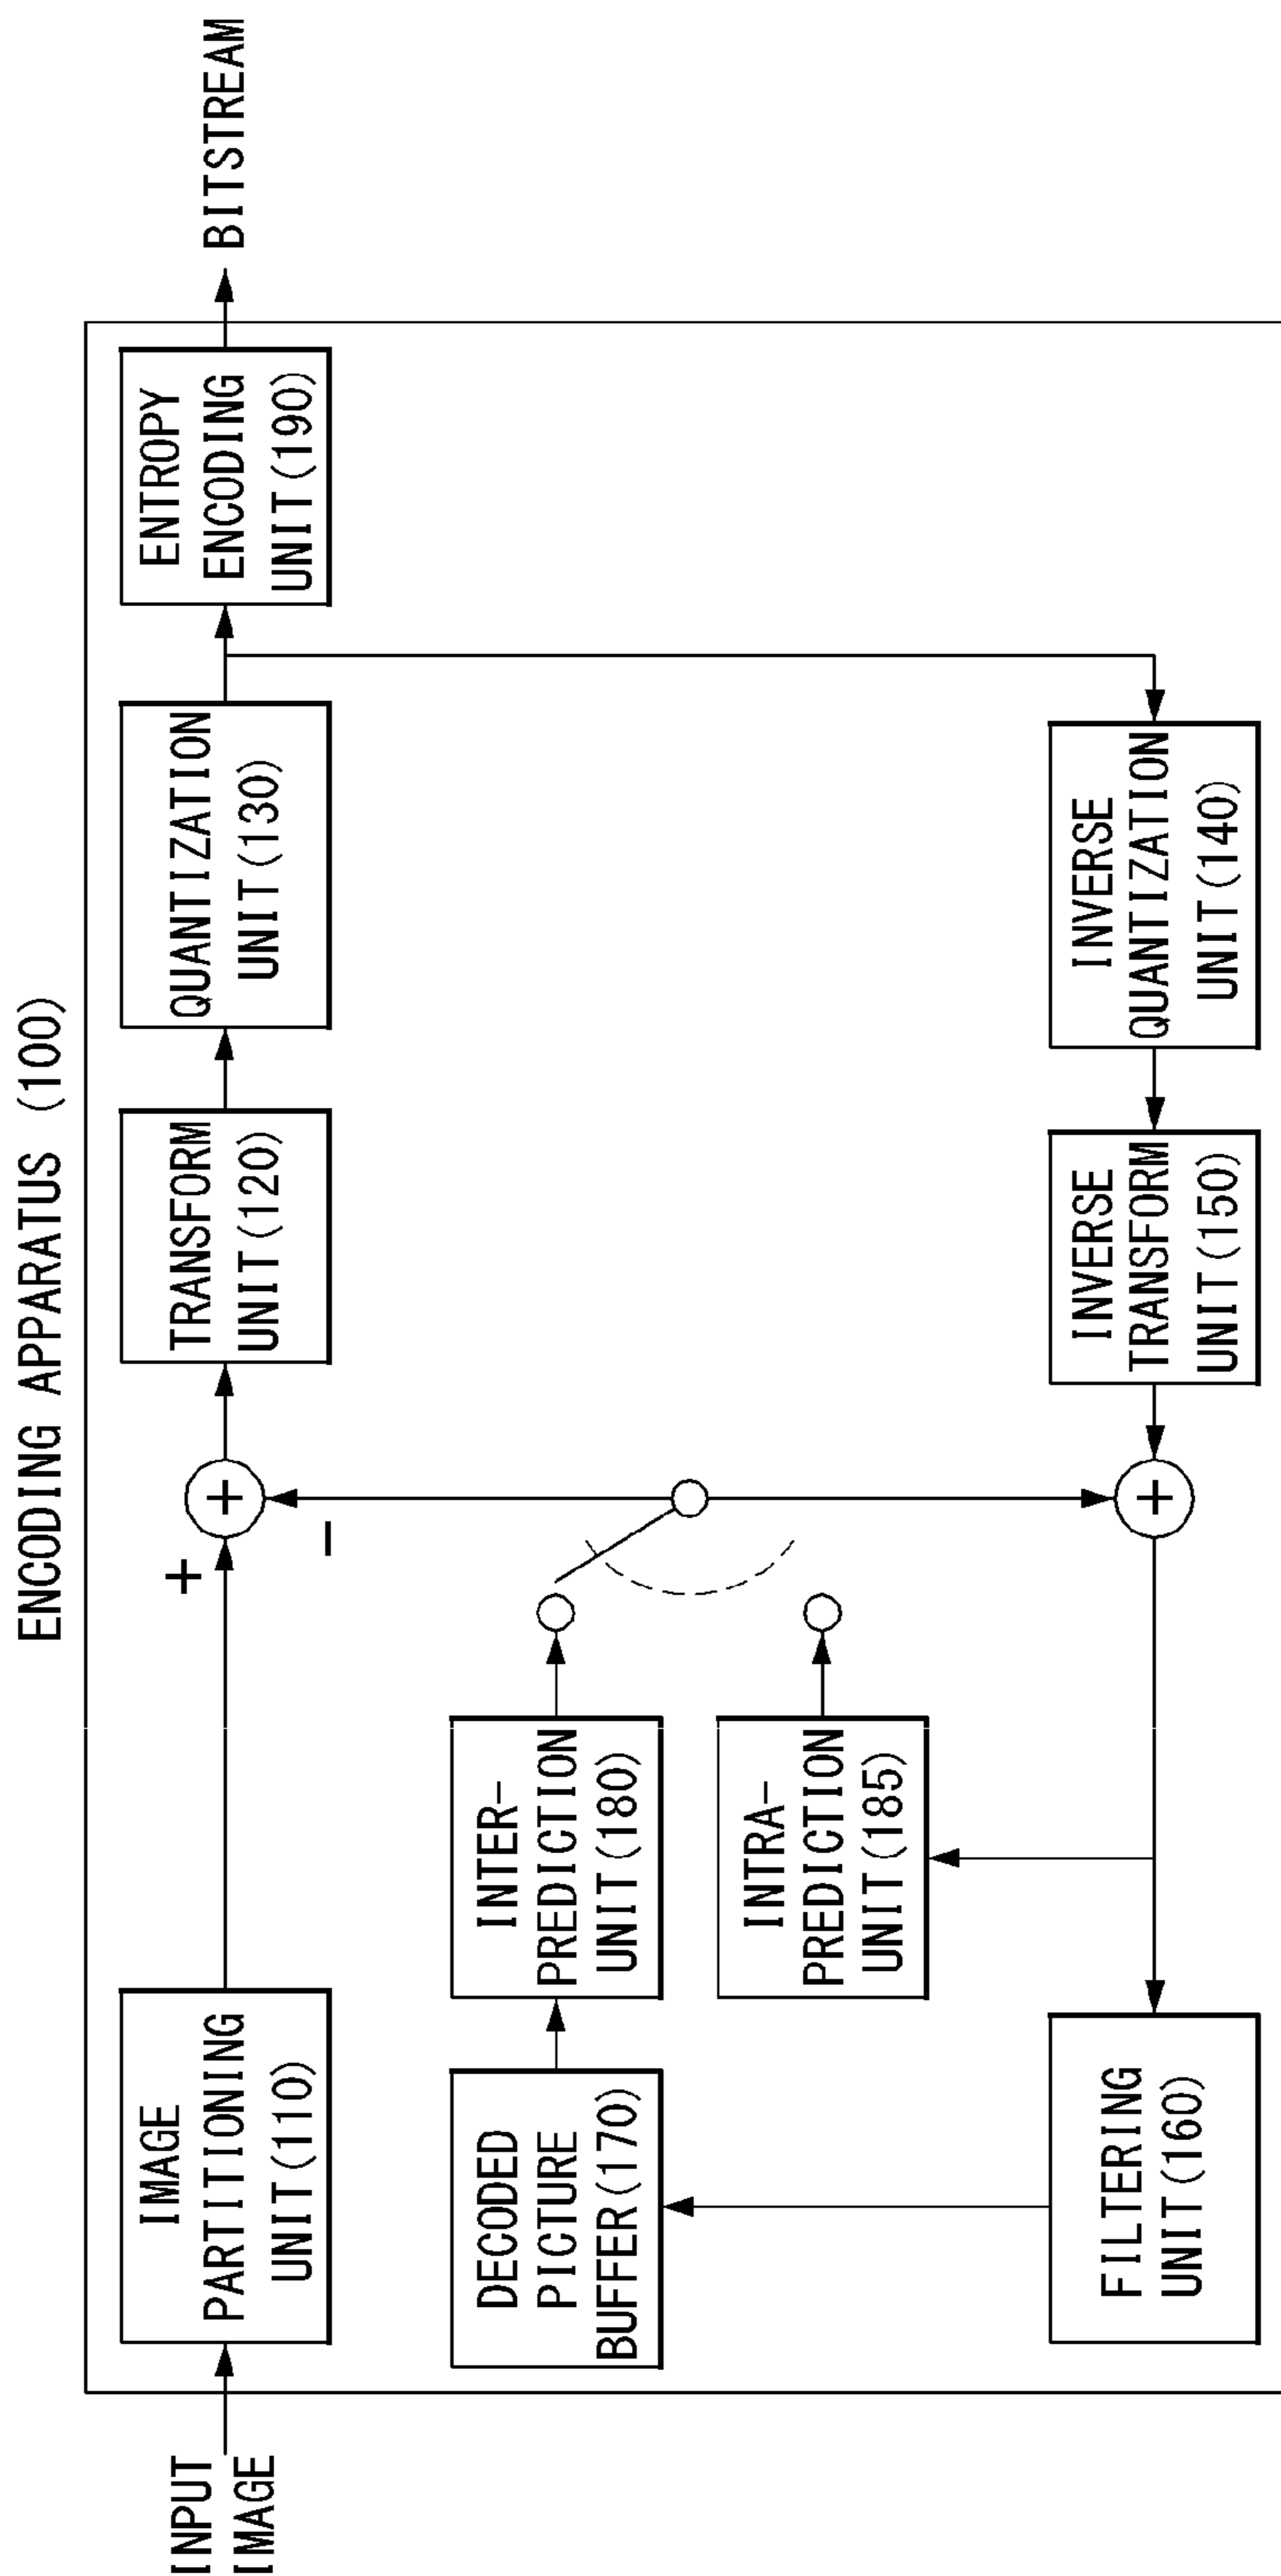 ENCODING APPARATUS (100)
INPUT
IMAGE
IMAGE
PARTITIONING
UNIT(110)
+
−
+
TRANSFORM
UNIT(120)
QUANTIZATION
UNIT(130)
ENTROPY
ENCODING
UNIT(190)
BITSTREAM
DECODED
PICTURE
BUFFER(170)
INTER-
PREDICTION
UNIT(180)
INTRA-
PREDICTION
UNIT(185)
FILTERING
UNIT(160)
+
INVERSE
TRANSFORM
UNIT(150)
INVERSE
QUANTIZATION
UNIT(140)